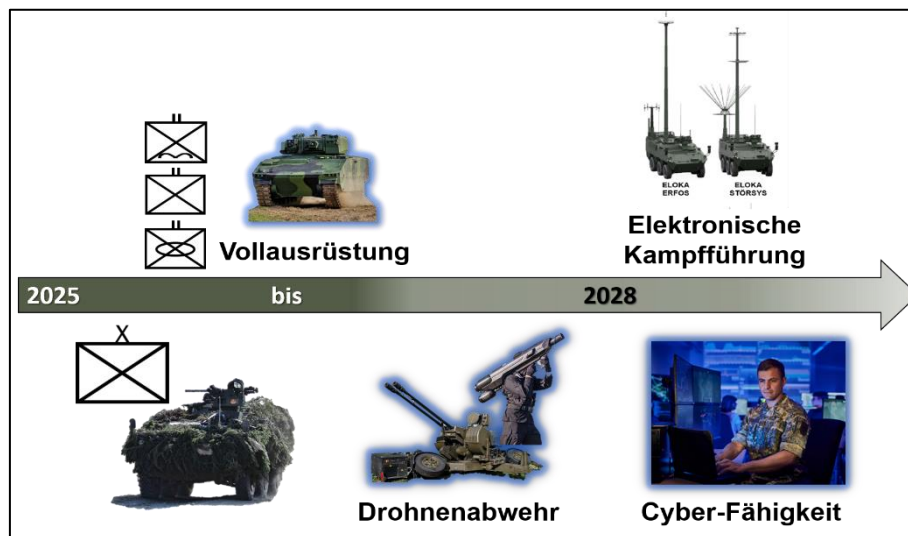 ELOKA
ERFOS
ELOKA
STÖRSYS
Vollausrüstung
Elektronische
Kampfführung
2025 bis 2028
X
Drohnenabwehr
Cyber-Fähigkeit